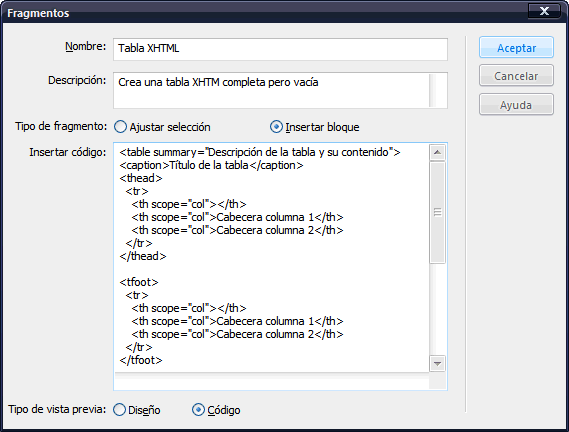 Fragmentos
Nombre: Tabla XHTML
Aceptar
Cancelar
Descripción: Crea una tabla XHTM completa pero vacía
Ayuda
Tipo de fragmento: Ajustar selección Insertar bloque
Insertar código: <table summary="Descripción de la tabla y su contenido">
<caption>Título de la tabla</caption>
<thead>
<tr>
<th scope="col"></th>
<th scope="col">Cabecera columna 1</th>
<th scope="col">Cabecera columna 2</th>
</tr>
</thead>
<tfoot>
<tr>
<th scope="col"></th>
<th scope="col">Cabecera columna 1</th>
<th scope="col">Cabecera columna 2</th>
</tr>
</tfoot>
Tipo de vista previa: Diseño Código